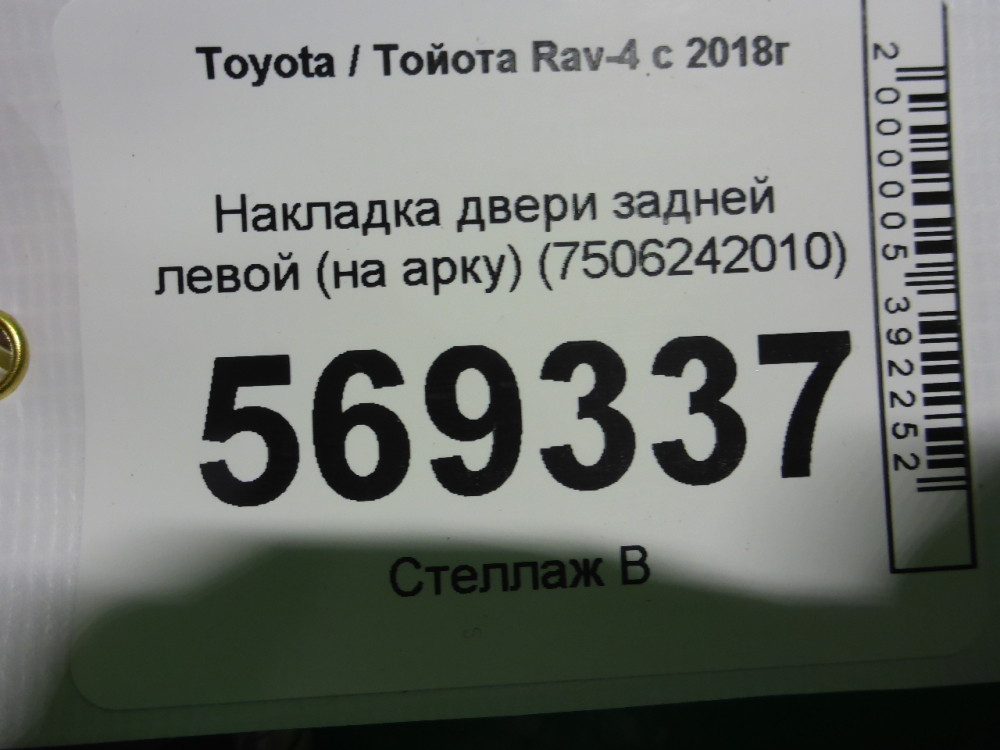 Toyota / Тойота Rav-4 с 2018г
Накладка двери задней
левой (на арку) (7506242010)
569337
Стеллаж В
2000005392252